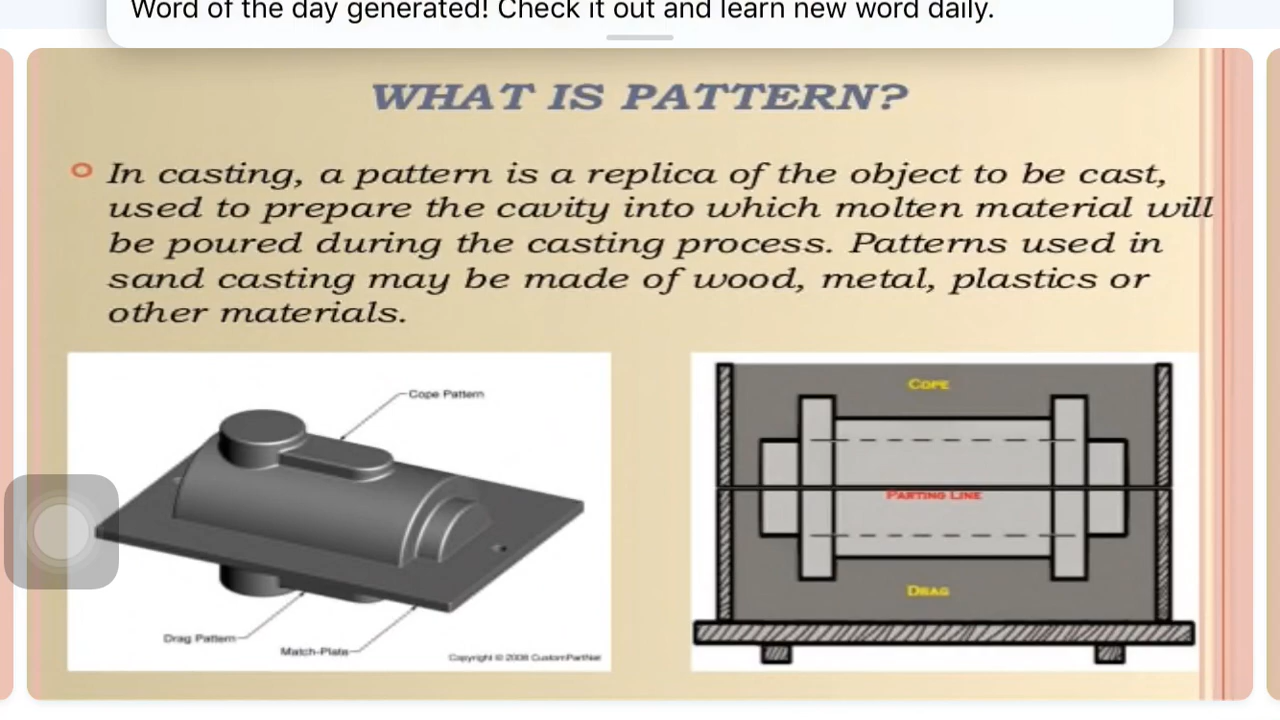 Word of the day generated! Check it out and learn new word daily.
WHAT IS PATTERN?
In casting, a pattern is a replica of the object to be cast,
used to prepare the cavity into which molten material will
be poured during the casting process. Patterns used in
sand casting may be made of wood, metal, plastics or
other materials.
Cope Pattern
Drag Pattern
Match-Plate
Copyright © 2008 CustomPartNet
COPE
PARTING LINE
DRAG